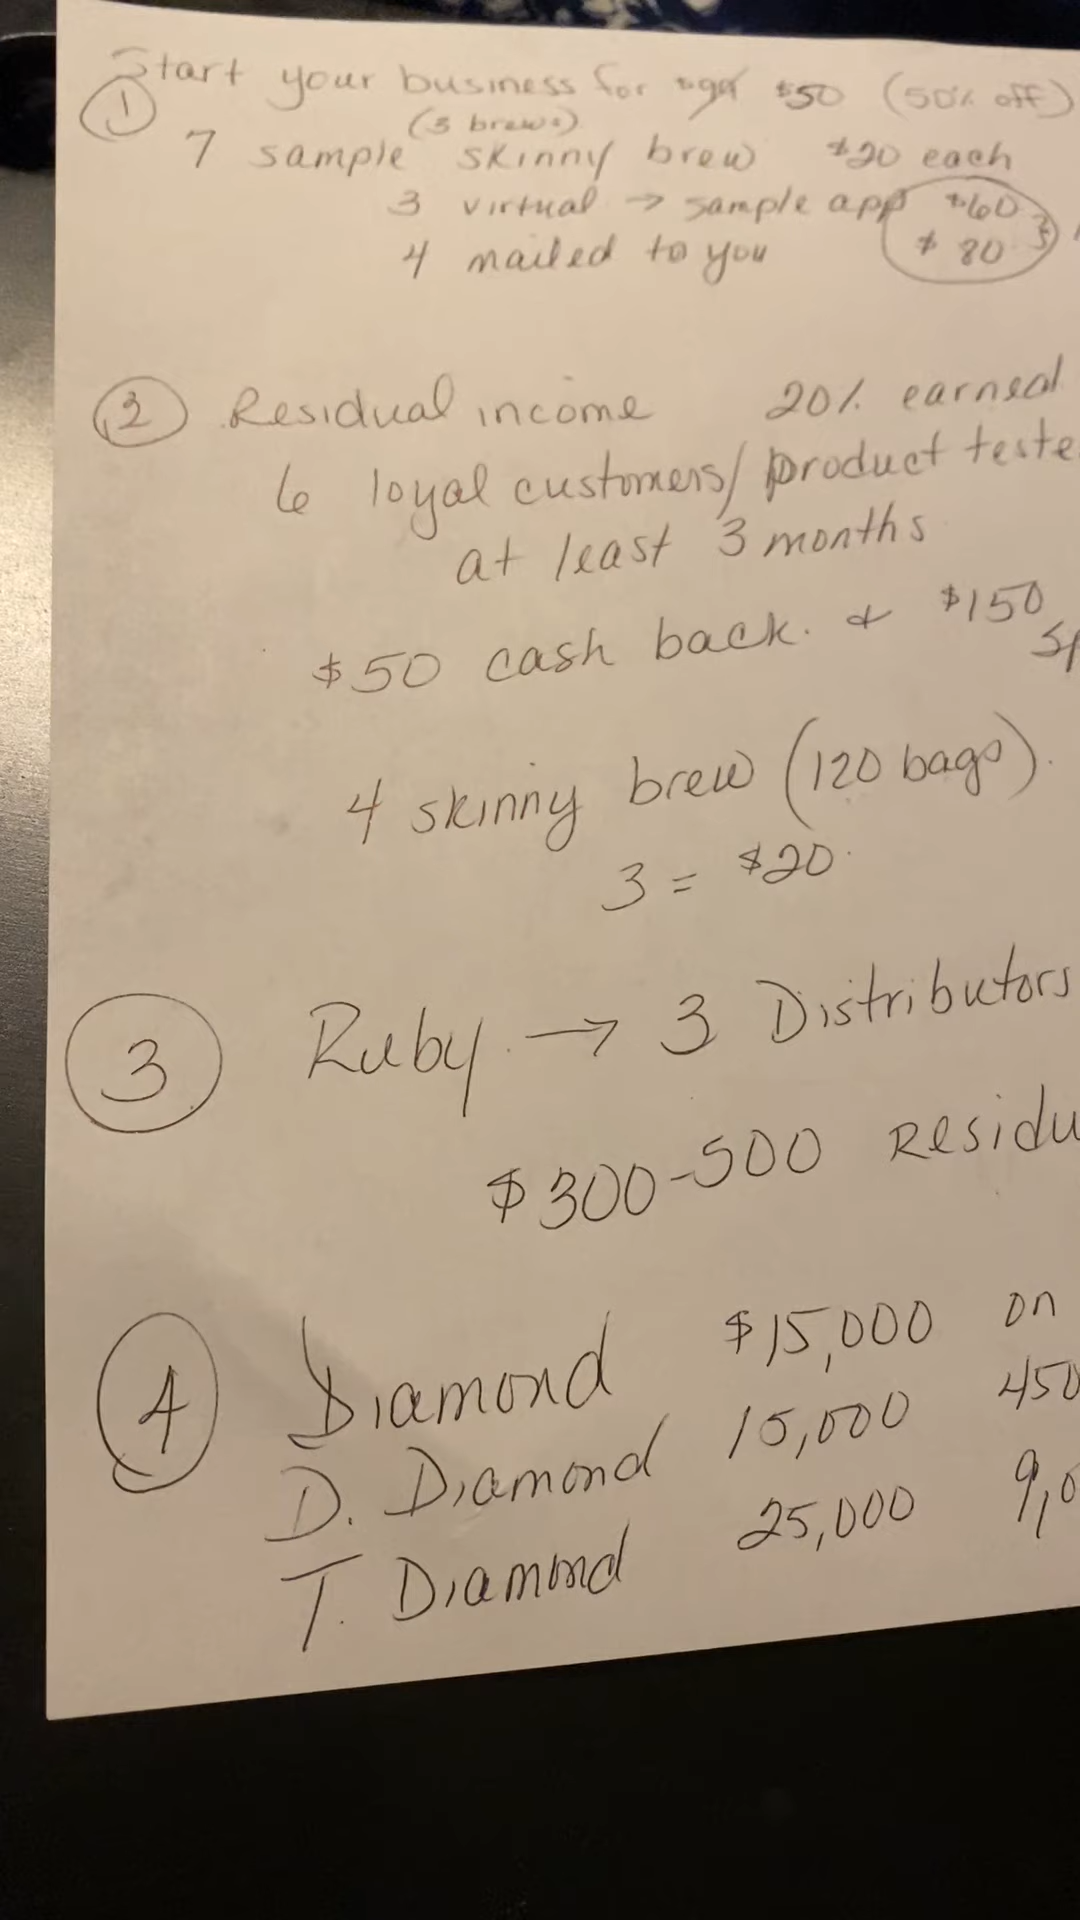 Start your business for $50 (50% off)
1
(3 brews)
7 sample skinny brew $20 each
3 virtual → sample app $60
4 mailed to you $80
2 Residual income 20% earned
6 loyal customers/product teste
at least 3 months
$50 cash back. & $150
4 skinny brew (120 bags).
3 = $20
3 Ruby → 3 Distributors
$300-500 Residu
4 Diamond $15,000 on
D. Diamond 15,000 450
T. Diamond 25,000 9,0